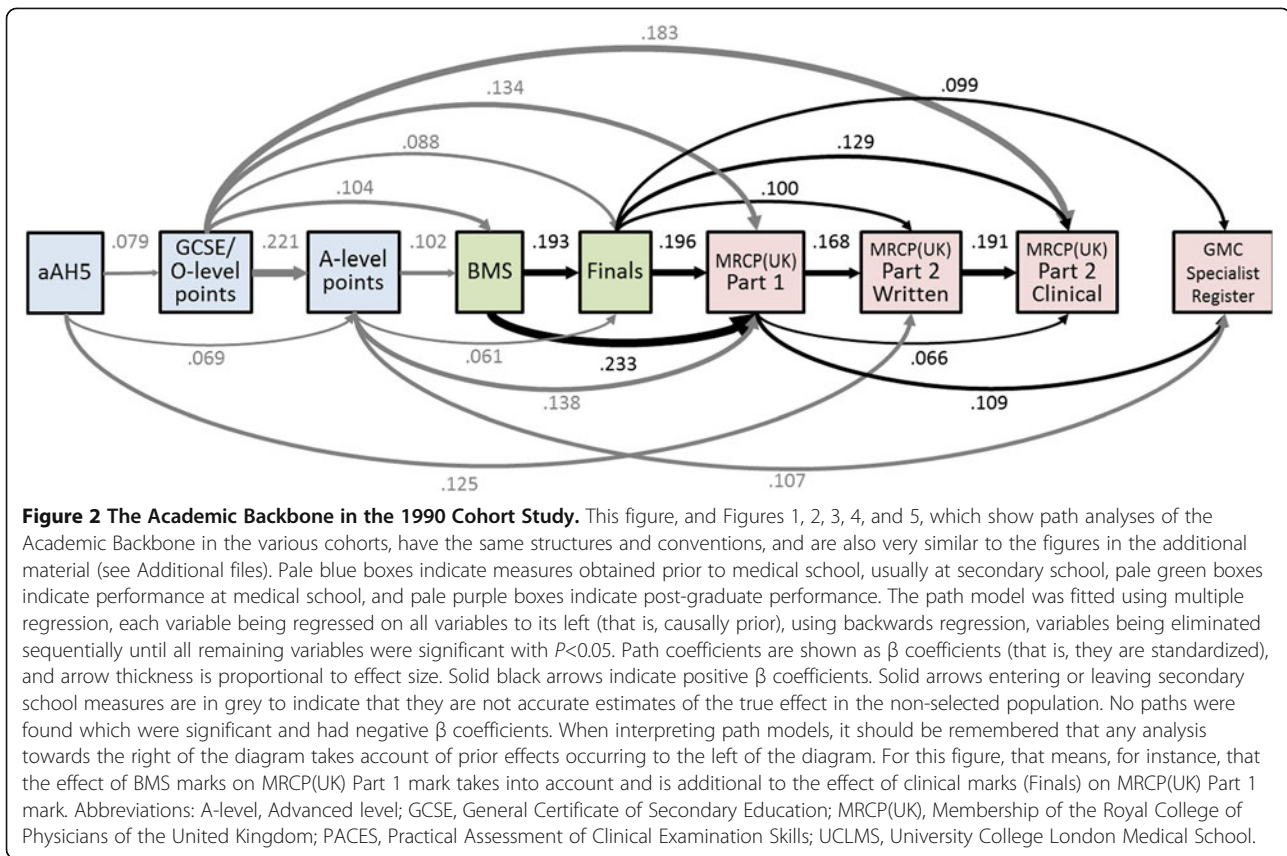 .183
.134
.099
.088
.129
.104
.100
aAH5
.079
GCSE/
O-level
points
.221
A-level
points
.102
BMS
.193
Finals
.196
MRCP(UK)
Part 1
.168
MRCP(UK)
Part 2
Written
.191
MRCP(UK)
Part 2
Clinical
GMC
Specialist
Register
.069
.061
.233
.066
.138
.109
.125
.107
Figure 2 The Academic Backbone in the 1990 Cohort Study. This figure, and Figures 1, 2, 3, 4, and 5, which show path analyses of the
Academic Backbone in the various cohorts, have the same structures and conventions, and are also very similar to the figures in the additional
material (see Additional files). Pale blue boxes indicate measures obtained prior to medical school, usually at secondary school, pale green boxes
indicate performance at medical school, and pale purple boxes indicate post-graduate performance. The path model was fitted using multiple
regression, each variable being regressed on all variables to its left (that is, causally prior), using backwards regression, variables being eliminated
sequentially until all remaining variables were significant with P<0.05. Path coefficients are shown as β coefficients (that is, they are standardized),
and arrow thickness is proportional to effect size. Solid black arrows indicate positive β coefficients. Solid arrows entering or leaving secondary
school measures are in grey to indicate that they are not accurate estimates of the true effect in the non-selected population. No paths were
found which were significant and had negative β coefficients. When interpreting path models, it should be remembered that any analysis
towards the right of the diagram takes account of prior effects occurring to the left of the diagram. For this figure, that means, for instance, that
the effect of BMS marks on MRCP(UK) Part 1 mark takes into account and is additional to the effect of clinical marks (Finals) on MRCP(UK) Part 1
mark. Abbreviations: A-level, Advanced level; GCSE, General Certificate of Secondary Education; MRCP(UK), Membership of the Royal College of
Physicians of the United Kingdom; PACES, Practical Assessment of Clinical Examination Skills; UCLMS, University College London Medical School.